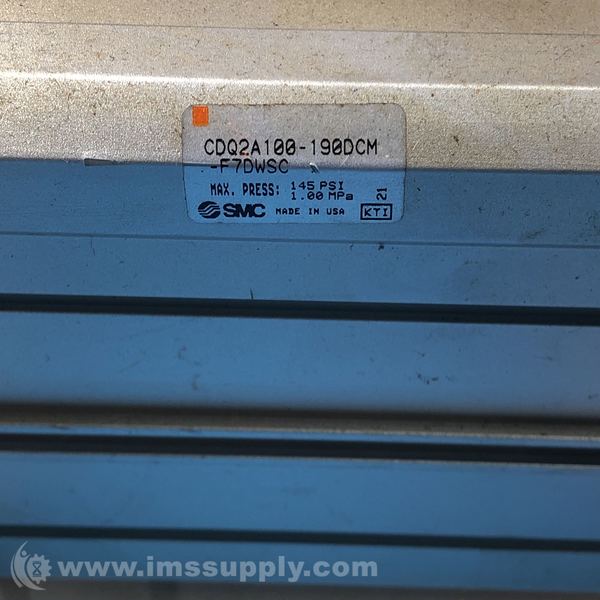 CDQ2A100-190DCM
-F7DWSC
MAX. PRESS: 145 PSI
1.00 MPa
SMC MADE IN USA KTI 21
www.imssupply.com